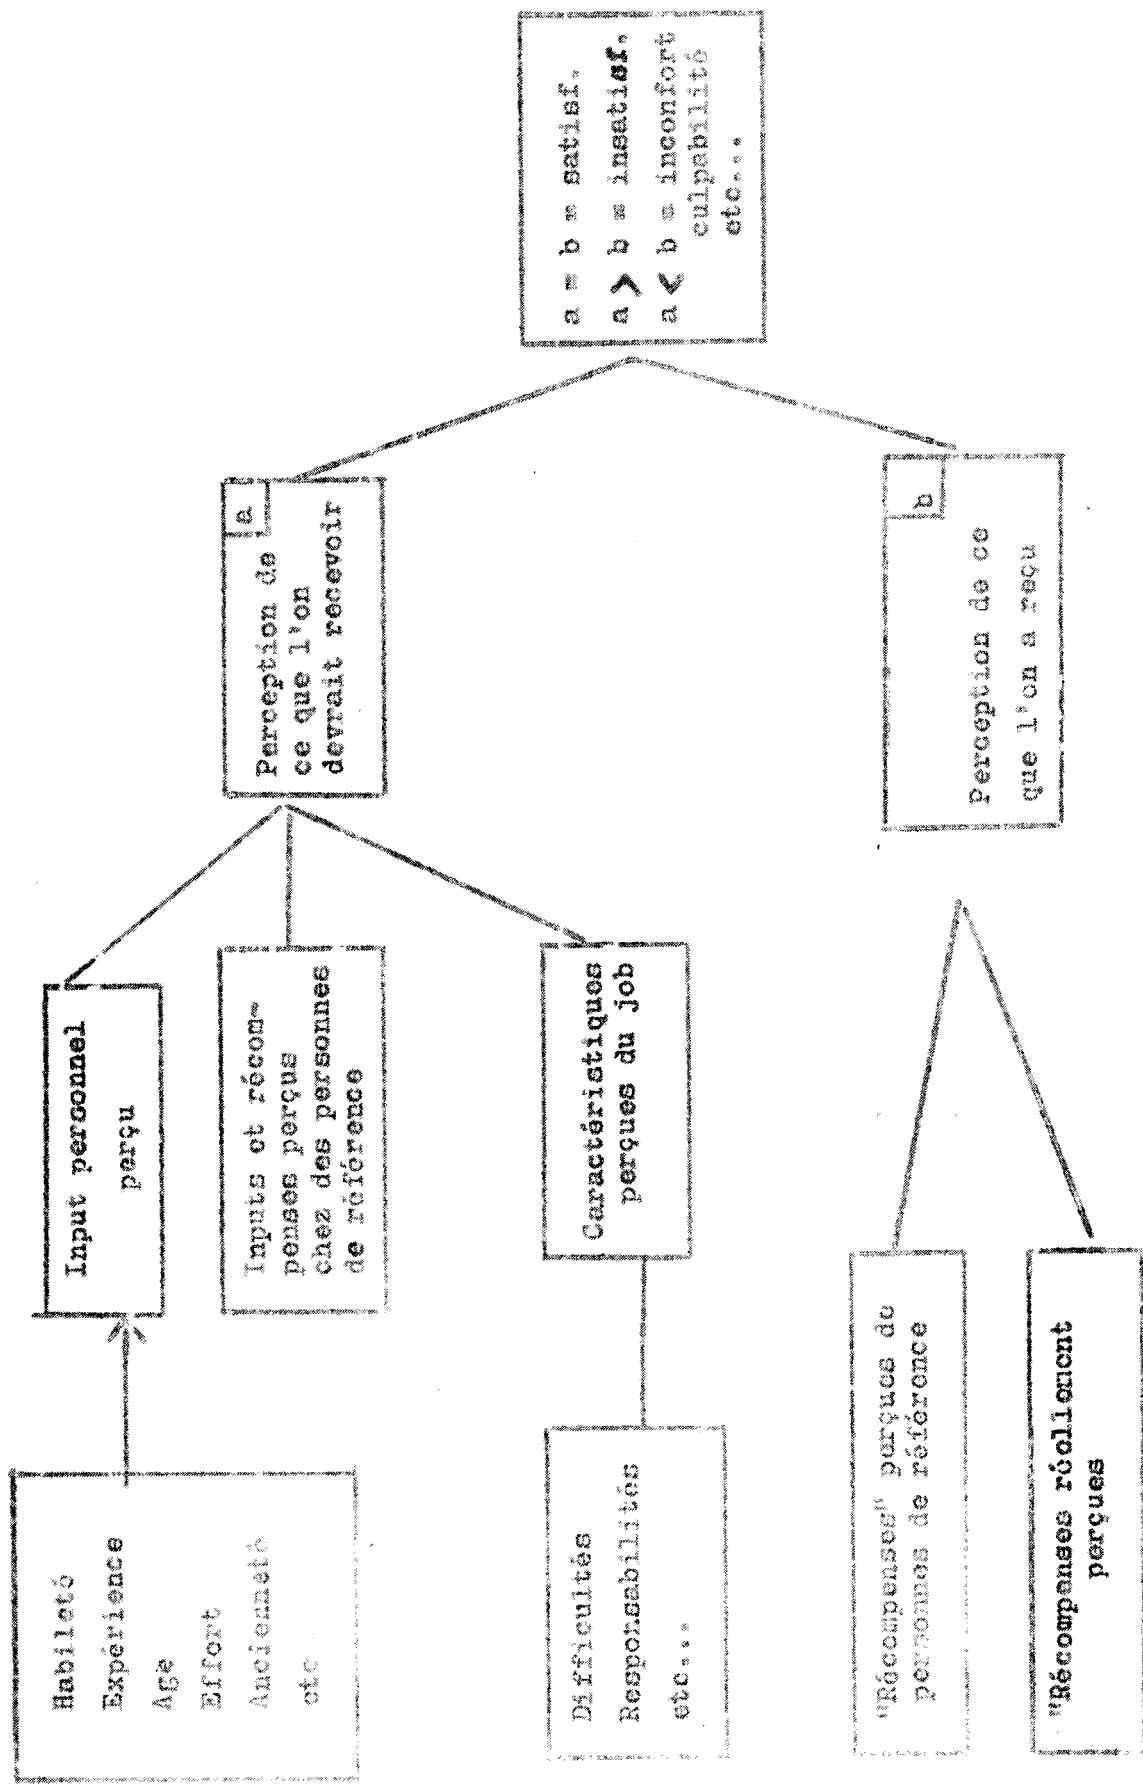 Habileté
Expérience
Age
Effort
Ancienneté
etc
Difficultés
Responsabilités
etc...
"Récompenses" perçues de
personnes de référence
"Récompenses réellement
perçues
Input personnel
perçu
Inputs et récom-
penses perçus
chez des personnes
de référence
Caractéristiques
perçues du job
a
Perception de
ce que l'on
devrait recevoir
b
Perception de ce
que l'on a reçu
a = b = satisf.
a > b = insatisf.
a < b = inconfort
culpabilité
etc...